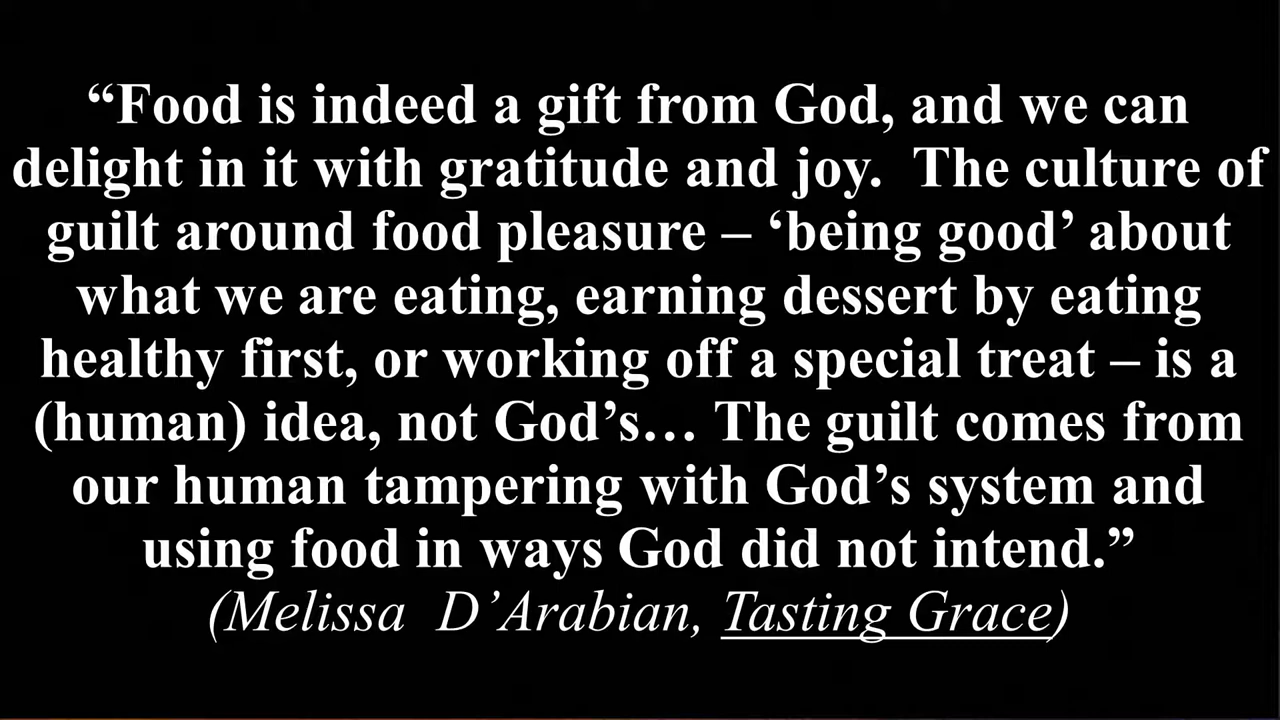 “Food is indeed a gift from God, and we can
delight in it with gratitude and joy.  The culture of
guilt around food pleasure – ‘being good’ about
what we are eating, earning dessert by eating
healthy first, or working off a special treat – is a
(human) idea, not God’s… The guilt comes from
our human tampering with God’s system and
using food in ways God did not intend.”
(Melissa  D’Arabian, Tasting Grace)